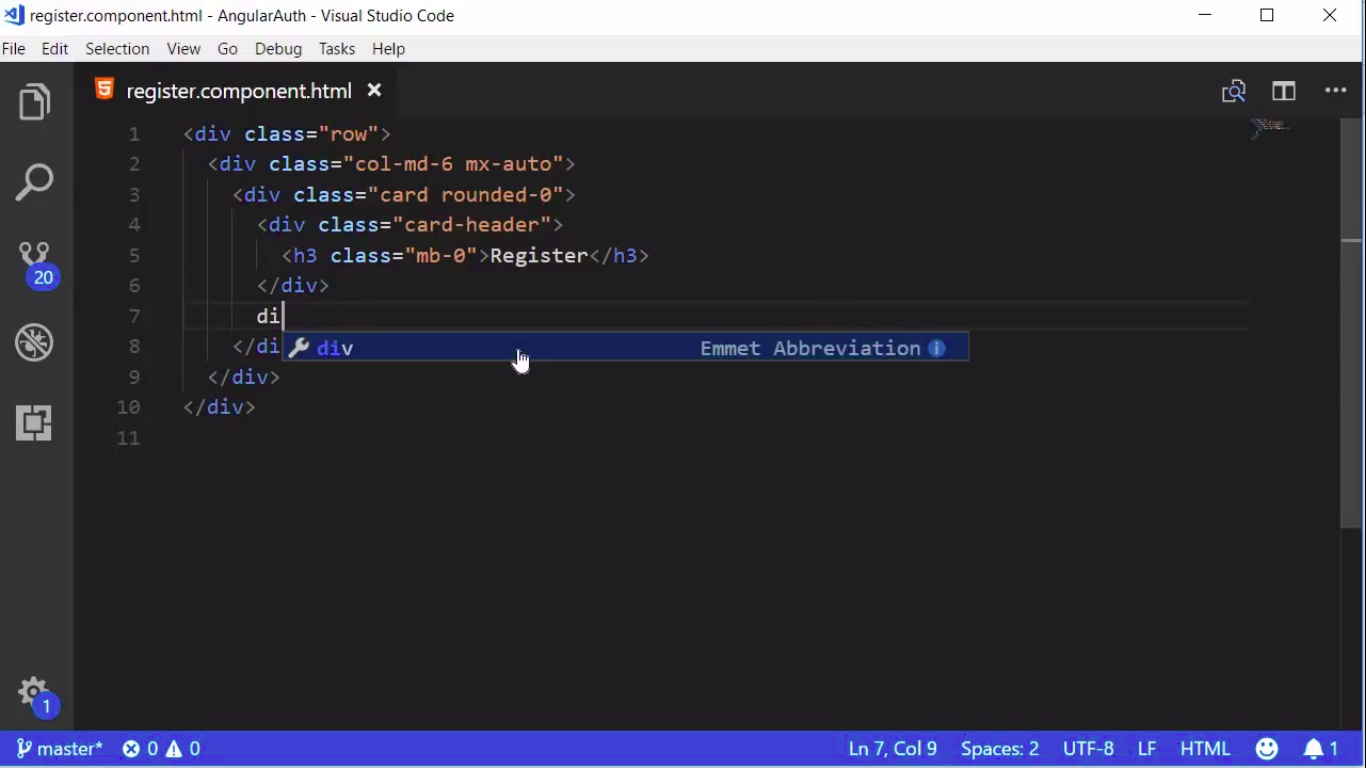 register.component.html - AngularAuth - Visual Studio Code
File Edit Selection View Go Debug Tasks Help
register.component.html
1 <div class="row">
2 <div class="col-md-6 mx-auto">
3 <div class="card rounded-0">
4 <div class="card-header">
5 <h3 class="mb-0">Register</h3>
6 </div>
7 di
8 </di
div Emmet Abbreviation
9 </div>
10 </div>
11
20
1
master* 0 0 Ln 7, Col 9 Spaces: 2 UTF-8 LF HTML 1